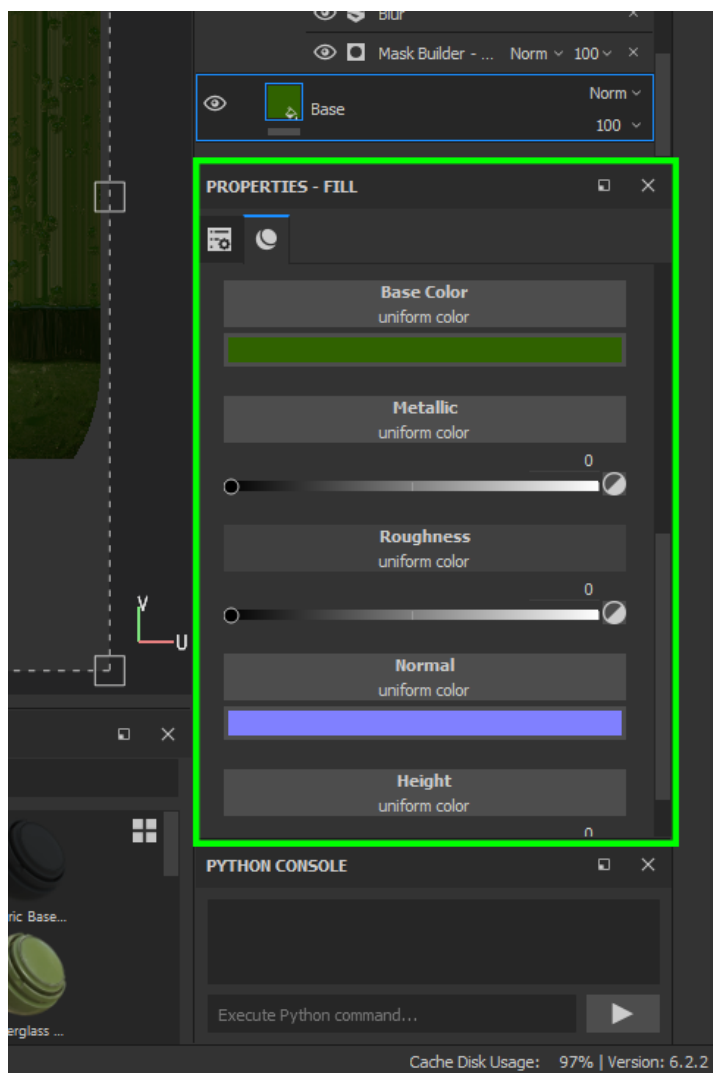 Blur
Mask Builder - ... Norm 100
Norm
Base
100
PROPERTIES - FILL
Base Color
uniform color
Metallic
uniform color
0
Roughness
uniform color
0
V
U
Normal
uniform color
Height
uniform color
0
PYTHON CONSOLE
ric Base...
Execute Python command...
erglass ...
Cache Disk Usage: 97% | Version: 6.2.2